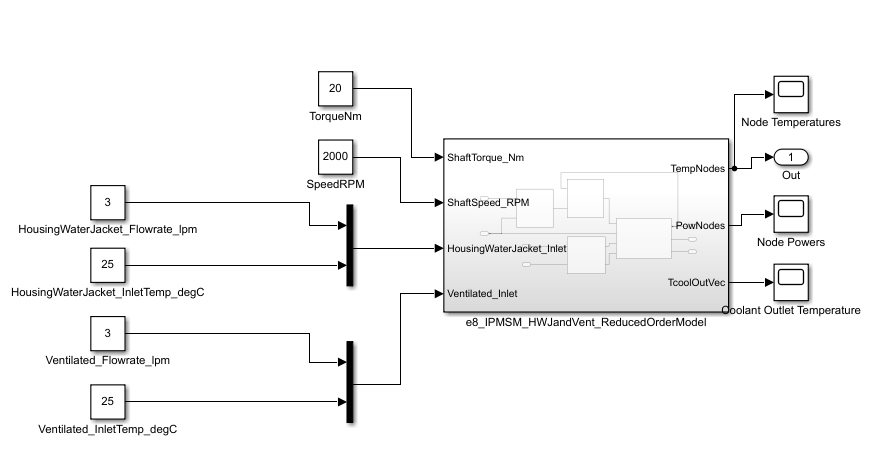 20
TorqueNm
2000
SpeedRPM
3
HousingWaterJacket_Flowrate_lpm
25
HousingWaterJacket_InletTemp_degC
3
Ventilated_Flowrate_lpm
25
Ventilated_InletTemp_degC
ShaftTorque_Nm
ShaftSpeed_RPM
HousingWaterJacket_Inlet
Ventilated_Inlet
TempNodes
PowNodes
TcoolOutVec
e8_IPMSM_HWJandVent_ReducedOrderModel
Node Temperatures
1
Out
Node Powers
Coolant Outlet Temperature